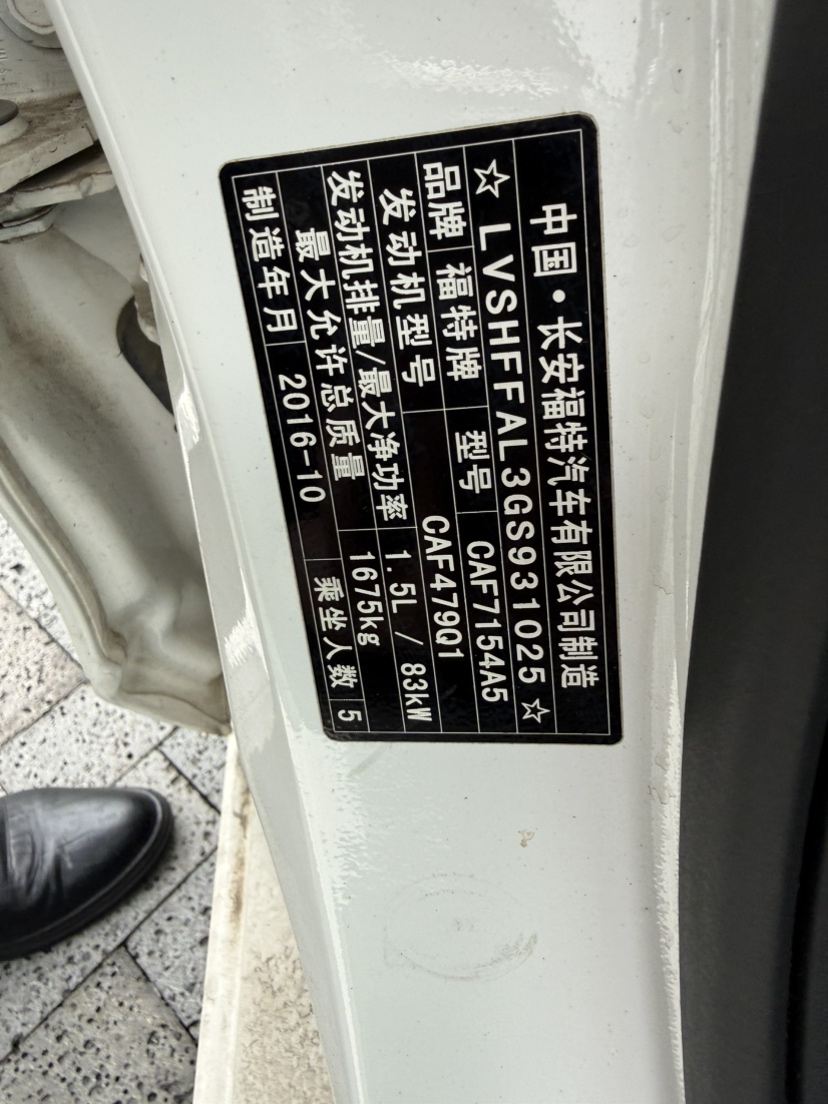 中国·长安福特汽车有限公司制造
☆ LVSHFFAL3GS931025 ☆
品牌 福特牌 型号 CAF7154A5
发动机型号 CAF479Q1
发动机排量/最大净功率 1.5L / 83kW
最大允许总质量 1675kg
制造年月 2016-10 乘坐人数 5